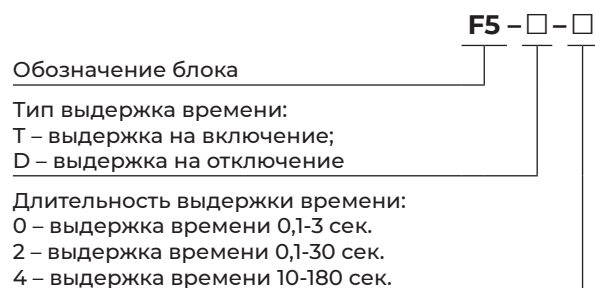 F5 –□–□
Обозначение блока
Тип выдержка времени:
T – выдержка на включение;
D – выдержка на отключение
Длительность выдержки времени:
0 – выдержка времени 0,1-3 сек.
2 – выдержка времени 0,1-30 сек.
4 – выдержка времени 10-180 сек.